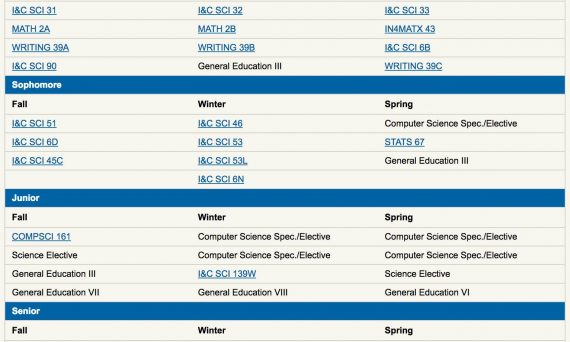 I&C SCI 31 I&C SCI 32 I&C SCI 33
MATH 2A MATH 2B IN4MATX 43
WRITING 39A WRITING 39B I&C SCI 6B
I&C SCI 90 General Education III WRITING 39C
Sophomore
Fall Winter Spring
I&C SCI 51 I&C SCI 46 Computer Science Spec./Elective
I&C SCI 6D I&C SCI 53 STATS 67
I&C SCI 45C I&C SCI 53L General Education III
I&C SCI 6N
Junior
Fall Winter Spring
COMPSCI 161 Computer Science Spec./Elective Computer Science Spec./Elective
Science Elective Computer Science Spec./Elective Computer Science Spec./Elective
General Education III I&C SCI 139W Science Elective
General Education VII General Education VIII General Education VI
Senior
Fall Winter Spring